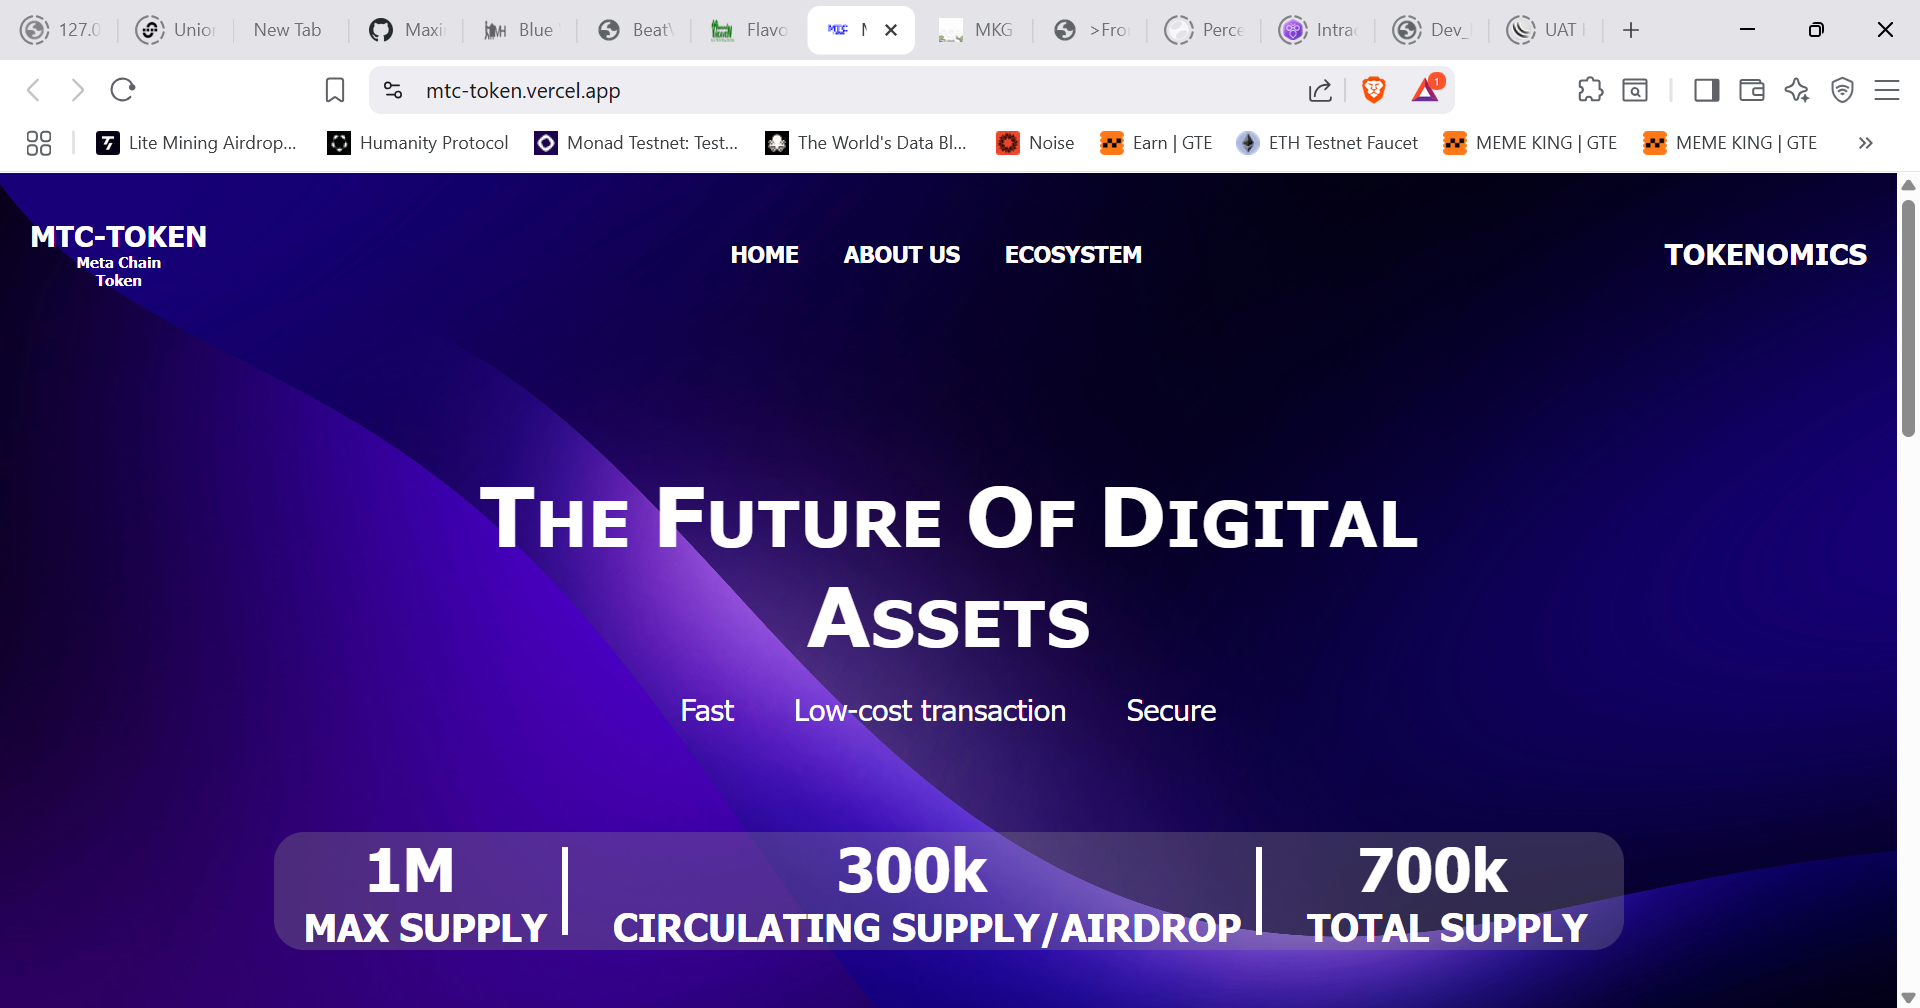 127.0 Union New Tab Maxi Blue Beat Flavo MKG >Fro Perce Intra Dev_ UAT
mtc-token.vercel.app
1
Lite Mining Airdrop... Humanity Protocol Monad Testnet: Test... The World's Data Bl... Noise Earn | GTE ETH Testnet Faucet MEME KING | GTE MEME KING | GTE
MTC-TOKEN
Meta Chain
Token
HOME ABOUT US ECOSYSTEM
TOKENOMICS
THE FUTURE OF DIGITAL
ASSETS
Fast Low-cost transaction Secure
1M 300k 700k
MAX SUPPLY CIRCULATING SUPPLY/AIRDROP TOTAL SUPPLY